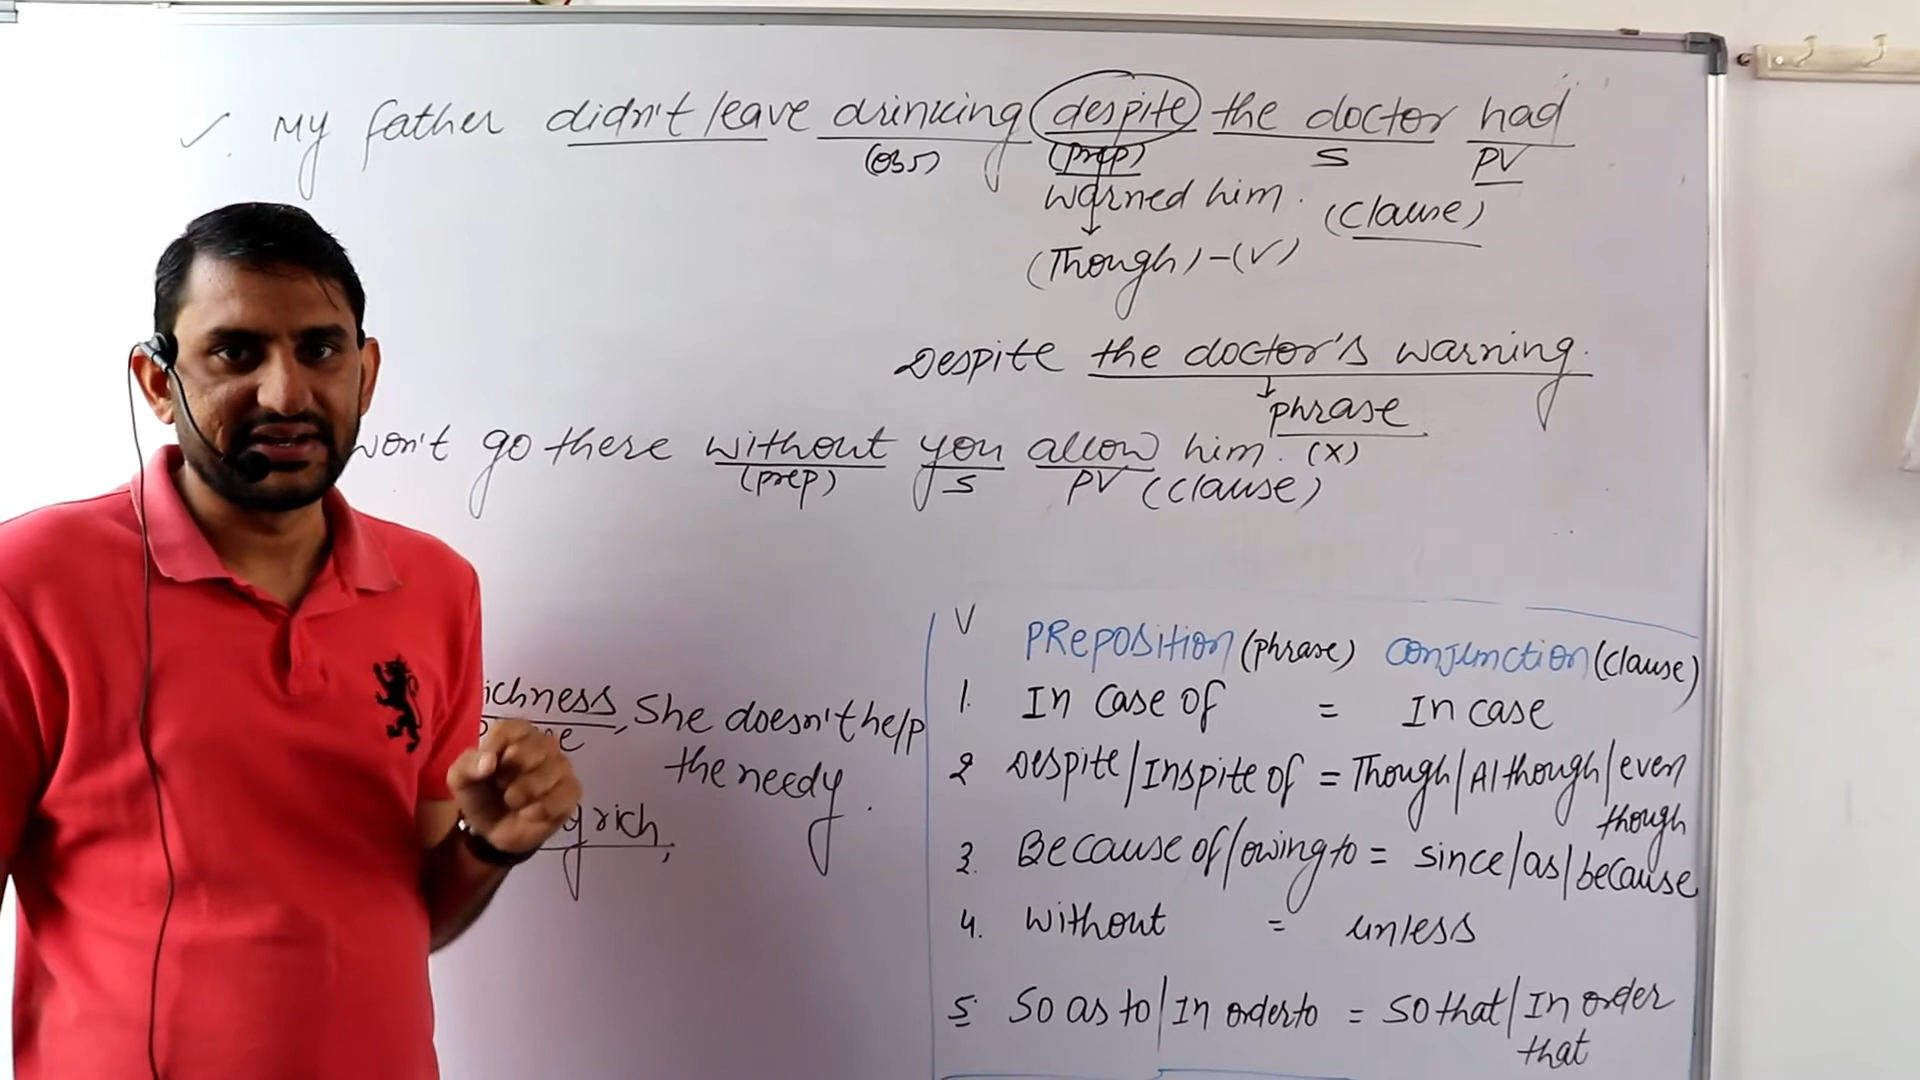 ✓. My father didn't leave drinking despite the doctor had
(obj) (prep) S PV
warned him. (clause)
(Though) - (✓)
Despite the doctor's warning.
phrase
won't go there without you allow him. (x)
(prep) S PV (clause)
richness, she doesn't help
the needy.
rich,
✓ PREPOSITION (phrase) CONJUNCTION (clause)
1. In case of = In case
2 Despite/Inspite of = Though/Although/even
though
3. Because of/owing to = since/as/because
4. without = unless
5. So as to/In order to = so that/In order
that